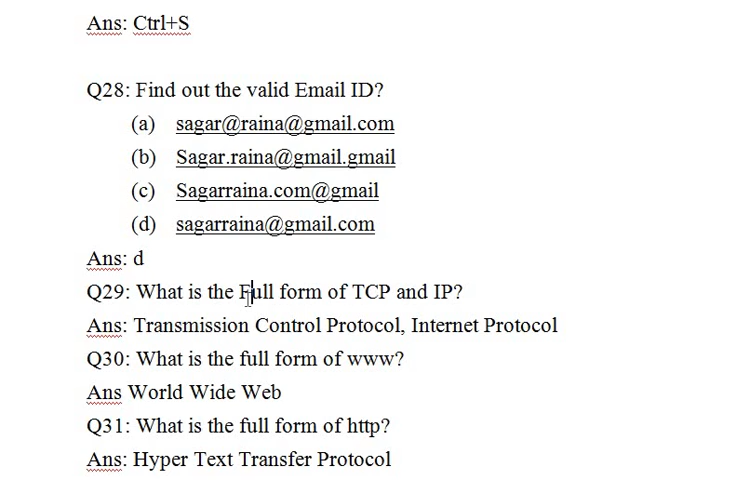 Ans: Ctrl+S
Q28: Find out the valid Email ID?
(a) sagar@raina@gmail.com
(b) Sagar.raina@gmail.gmail
(c) Sagarraina.com@gmail
(d) sagarraina@gmail.com
Ans: d
Q29: What is the Full form of TCP and IP?
Ans: Transmission Control Protocol, Internet Protocol
Q30: What is the full form of www?
Ans World Wide Web
Q31: What is the full form of http?
Ans: Hyper Text Transfer Protocol